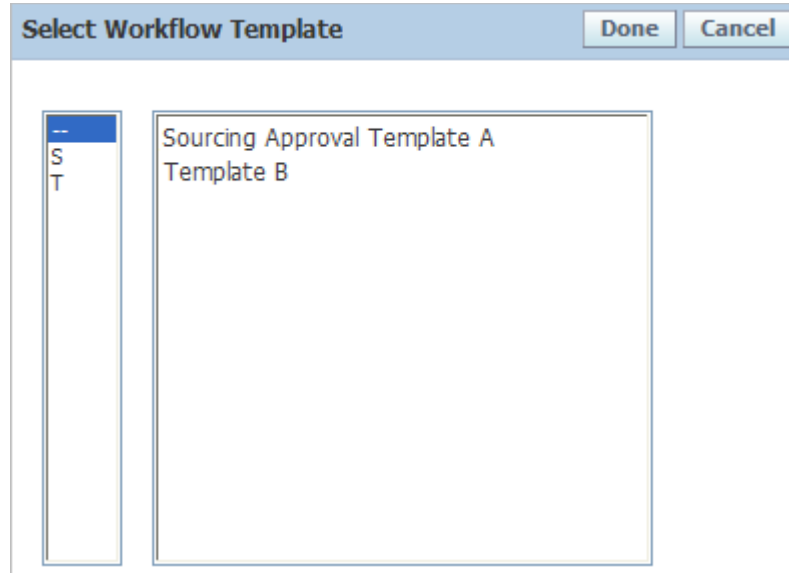 Select Workflow Template
Done
Cancel
--
S
T
Sourcing Approval Template A
Template B